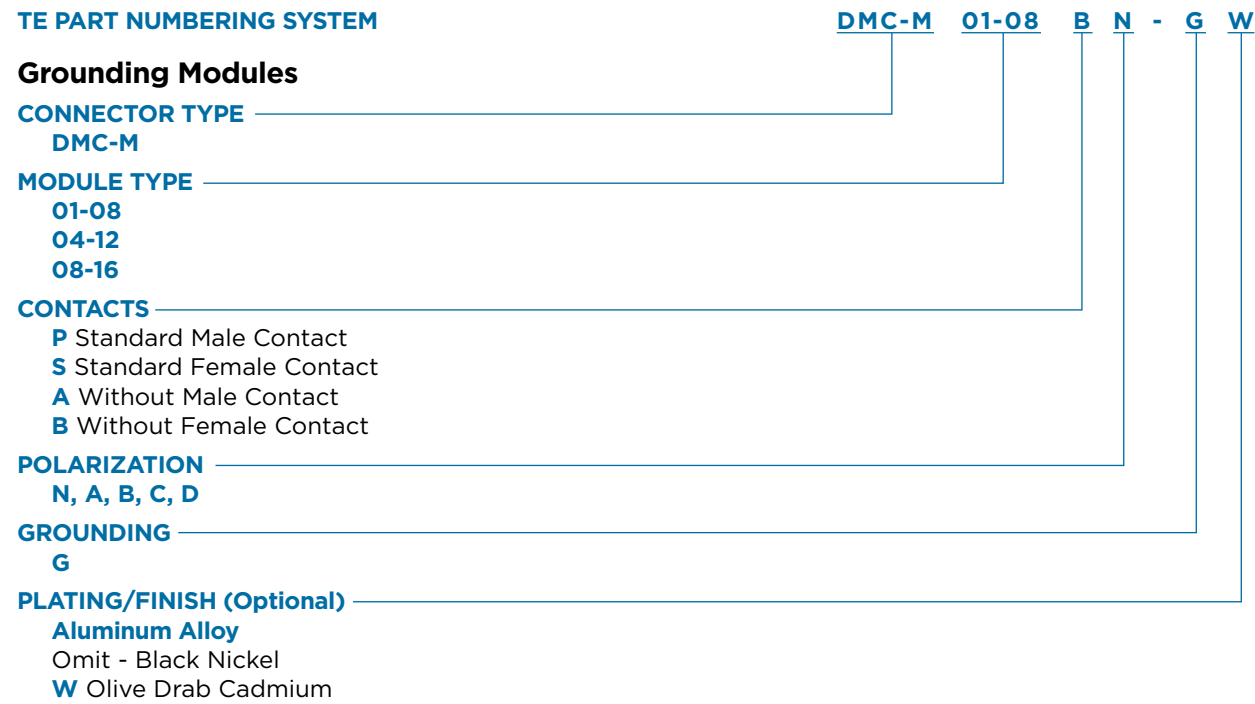 TE PART NUMBERING SYSTEM DMC-M 01-08 B N - G W
Grounding Modules
CONNECTOR TYPE
DMC-M
MODULE TYPE
01-08
04-12
08-16
CONTACTS
P Standard Male Contact
S Standard Female Contact
A Without Male Contact
B Without Female Contact
POLARIZATION
N, A, B, C, D
GROUNDING
G
PLATING/FINISH (Optional)
Aluminum Alloy
Omit - Black Nickel
W Olive Drab Cadmium